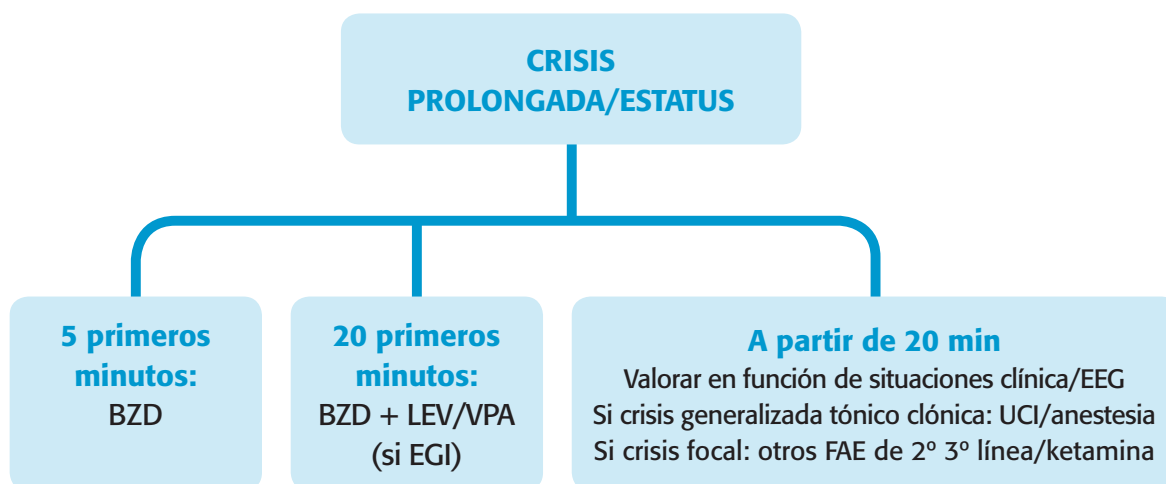 CRISIS
PROLONGADA/ESTATUS
5 primeros
minutos:
BZD
20 primeros
minutos:
BZD + LEV/VPA
(si EGI)
A partir de 20 min
Valorar en función de situaciones clínica/EEG
Si crisis generalizada tónico clónica: UCI/anestesia
Si crisis focal: otros FAE de 2º 3º línea/ketamina